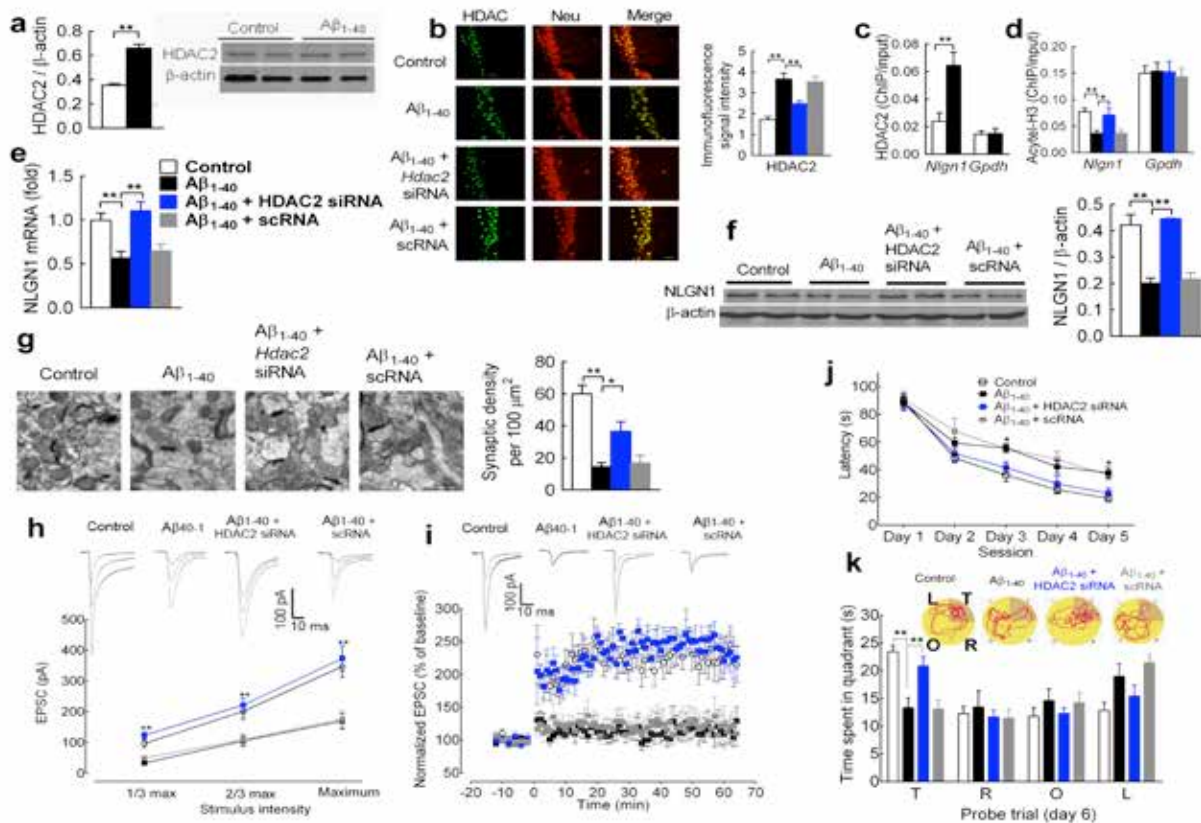 a
HDAC2 / β-actin
0.8
0.6
0.4
0.2
0.0
**
Control
Aβ1-40
HDAC2
β-actin
b
HDAC
Neu
Merge
Control
Aβ1-40
Aβ1-40 +
Hdac2
siRNA
Aβ1-40 +
scRNA
Immunofluorescence
signal intensity
5
4
3
2
1
0
** **
HDAC2
c
HDAC2 (ChIP/input)
0.08
0.06
0.04
0.02
0.00
**
Nlgn1 Gpdh
d
Acytel-H3 (ChIP/input)
0.20
0.15
0.10
0.05
0.00
** *
Nlgn1 Gpdh
e
NLGN1 mRNA (fold)
1.5
1.0
0.5
0.0
** **
Control
Aβ1-40
Aβ1-40 + HDAC2 siRNA
Aβ1-40 + scRNA
f
Control
Aβ1-40
Aβ1-40 +
HDAC2
siRNA
Aβ1-40 +
scRNA
NLGN1
β-actin
NLGN1 / β-actin
0.5
0.4
0.3
0.2
0.1
0.0
** **
g
Control
Aβ1-40
Aβ1-40 +
Hdac2
siRNA
Aβ1-40 +
scRNA
Synaptic density
per 100 μm2
80
60
40
20
0
** *
h
Control
Aβ40-1
Aβ1-40 +
HDAC2 siRNA
Aβ1-40 +
scRNA
100 pA
10 ms
EPSC (pA)
500
400
300
200
100
0
** ** **
1/3 max 2/3 max Maximum
Stimulus intensity
i
Control
Aβ40-1
Aβ1-40 +
HDAC2 siRNA
Aβ1-40 +
scRNA
100 pA
10 ms
Normalized EPSC (% of baseline)
300
250
200
150
100
50
-20 -10 0 10 20 30 40 50 60 70
Time (min)
j
Control
Aβ1-40
Aβ1-40 + HDAC2 siRNA
Aβ1-40 + scRNA
Latency (s)
100
80
60
40
20
0
* *
Day 1 Day 2 Day 3 Day 4 Day 5
Session
k
Control
Aβ1-40
Aβ1-40 +
HDAC2 siRNA
Aβ1-40 +
scRNA
L T
O R
Time spent in quadrant (s)
30
25
20
15
10
5
0
** **
T R O L
Probe trial (day 6)